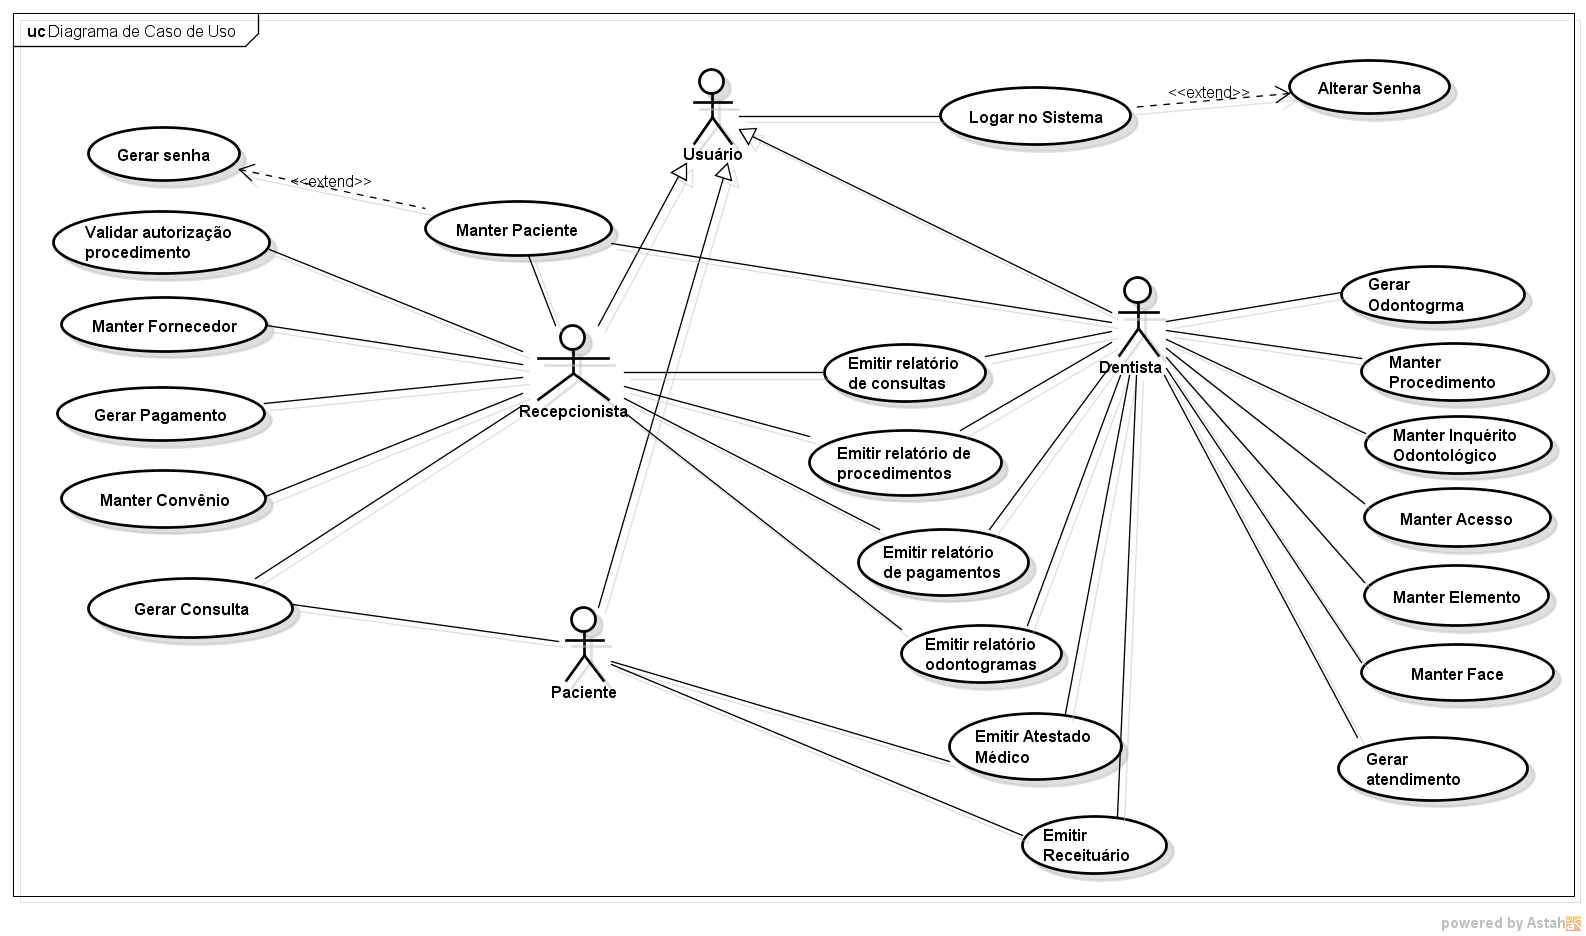 uc Diagrama de Caso de Uso
Usuário
Logar no Sistema
<<extend>>
Alterar Senha
Gerar senha
<<extend>>
Manter Paciente
Validar autorização
procedimento
Manter Fornecedor
Gerar Pagamento
Manter Convênio
Gerar Consulta
Recepcionista
Paciente
Dentista
Emitir relatório
de consultas
Emitir relatório de
procedimentos
Emitir relatório
de pagamentos
Emitir relatório
odontogramas
Emitir Atestado
Médico
Emitir
Receituário
Gerar
Odontogrma
Manter
Procedimento
Manter Inquérito
Odontológico
Manter Acesso
Manter Elemento
Manter Face
Gerar
atendimento
powered by Astah